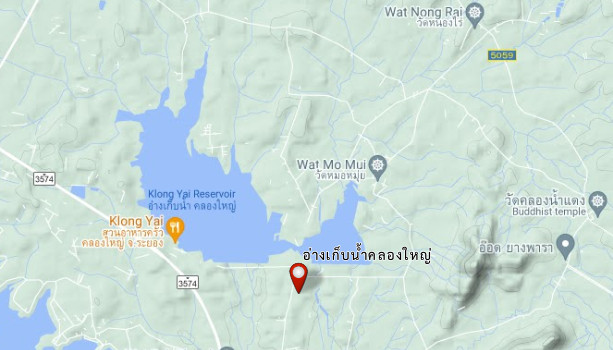 Wat Nong Rai
วัดหนองไร่
5059
3574
Wat Mo Mui
วัดหมอมุ่ย
Klong Yai Reservoir
อ่างเก็บน้ำ คลองใหญ่
Klong Yai
สวนอาหารครัว
คลองใหญ่ จ.ระยอง
วัดคลองน้ำแดง
Buddhist temple
อ๊อด ยางพารา
อ่างเก็บน้ำคลองใหญ่
3574